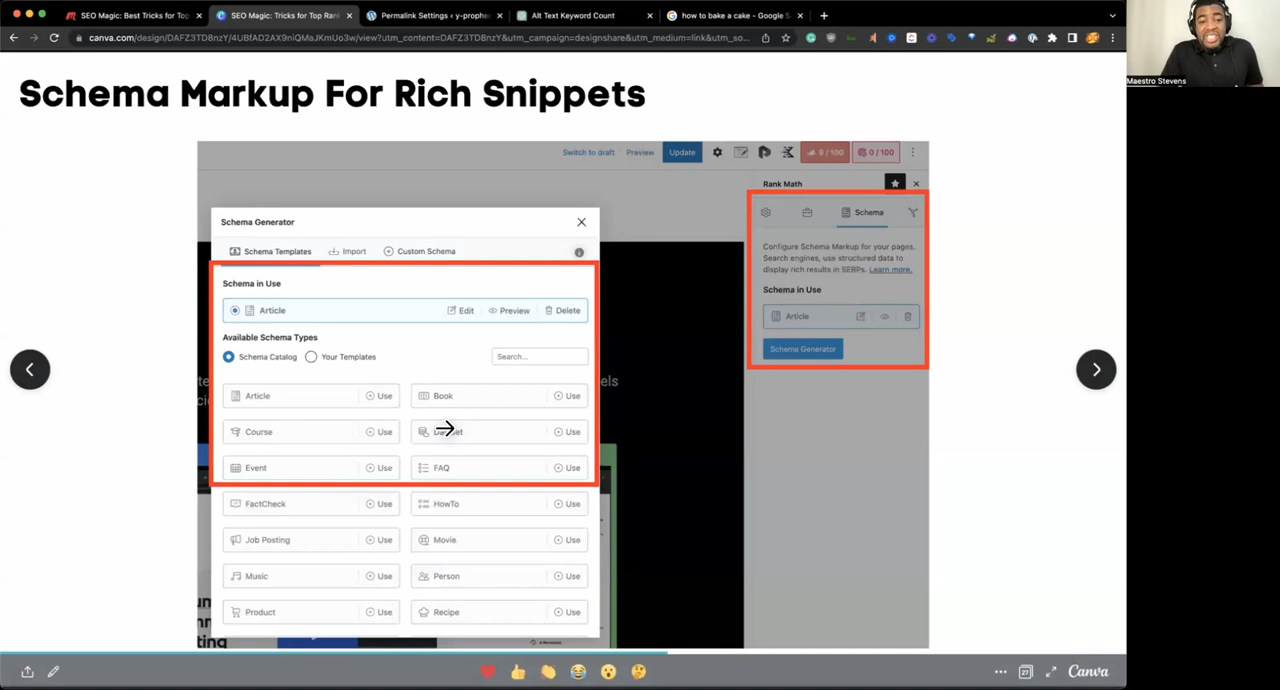 SEO Magic: Best Tricks for Top
SEO Magic: Tricks for Top Rank
Permalink Settings ‹ y-prophec
Alt Text Keyword Count
how to bake a cake - Google S
canva.com/design/DAFZ3TD8nzY/4UBfAD2AX9niQMaJKmUo3w/view?utm_content=DAFZ3TD8nzY&utm_campaign=designshare&utm_medium=link&utm_so...
Maestro Stevens
Schema Markup For Rich Snippets
Switch to draft
Preview
Update
9 / 100
0 / 100
Rank Math
Schema
Configure Schema Markup for your pages.
Search engines, use structured data to
display rich results in SERPs. Learn more.
Schema in Use
Article
Schema Generator
Schema Generator
Schema Templates
Import
Custom Schema
Schema in Use
Article
Edit
Preview
Delete
Available Schema Types
Schema Catalog
Your Templates
Search...
Article
Use
Book
Use
Course
Use
Use
Event
Use
FAQ
Use
FactCheck
Use
HowTo
Use
Job Posting
Use
Movie
Use
Music
Use
Person
Use
Product
Use
Recipe
Use
27
Canva